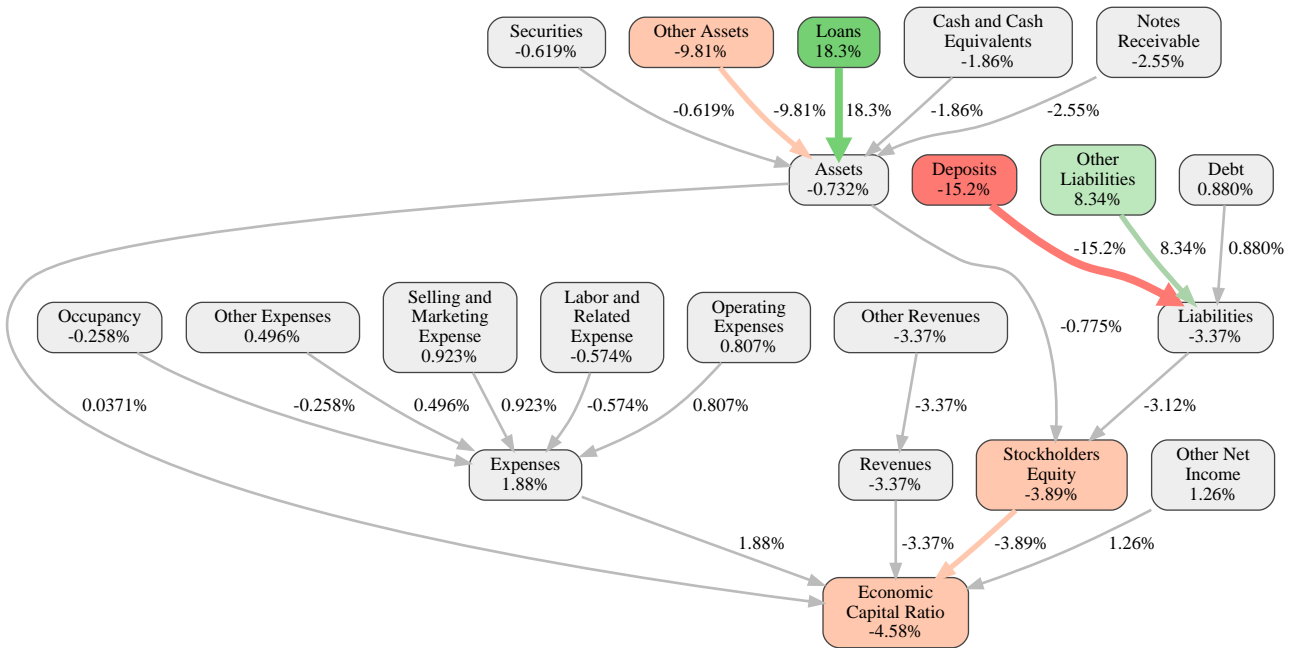 Securities
-0.619%
Other Assets
-9.81%
Loans
18.3%
Cash and Cash
Equivalents
-1.86%
Notes
Receivable
-2.55%
-0.619%
-9.81%
18.3%
-1.86%
-2.55%
Assets
-0.732%
Deposits
-15.2%
Other
Liabilities
8.34%
Debt
0.880%
-15.2%
8.34%
0.880%
Occupancy
-0.258%
Other Expenses
0.496%
Selling and
Marketing
Expense
0.923%
Labor and
Related
Expense
-0.574%
Operating
Expenses
0.807%
Other Revenues
-3.37%
-0.775%
Liabilities
-3.37%
0.0371%
-0.258%
0.496%
0.923%
-0.574%
0.807%
-3.37%
-3.12%
Expenses
1.88%
Revenues
-3.37%
Stockholders
Equity
-3.89%
Other Net
Income
1.26%
1.88%
-3.37%
-3.89%
1.26%
Economic
Capital Ratio
-4.58%